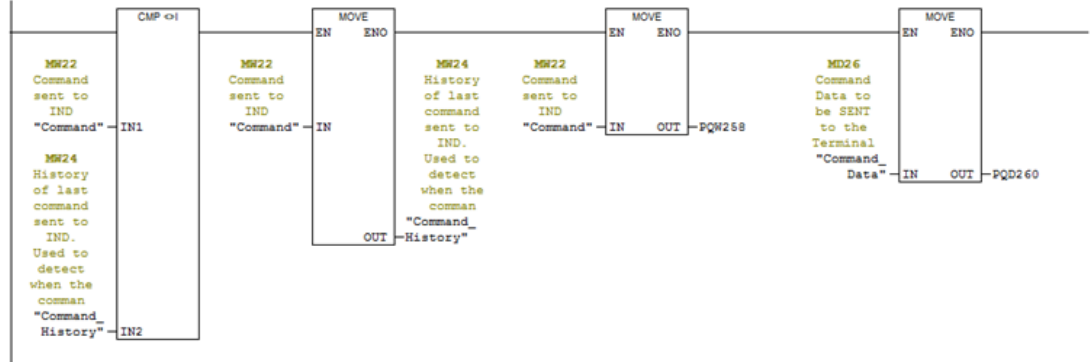 CMP <>I
MW22
Command
sent to
IND
"Command"
IN1
MW24
History
of last
command
sent to
IND.
Used to
detect
when the
comman
"Command_
History"
IN2
MOVE
EN ENO
MW22
Command
sent to
IND
"Command"
IN
OUT
MW24
History
of last
command
sent to
IND.
Used to
detect
when the
comman
"Command_
History"
MOVE
EN ENO
MW22
Command
sent to
IND
"Command"
IN OUT
PQW258
MOVE
EN ENO
MD26
Command
Data to
be SENT
to the
Terminal
"Command_
Data"
IN OUT
PQD260